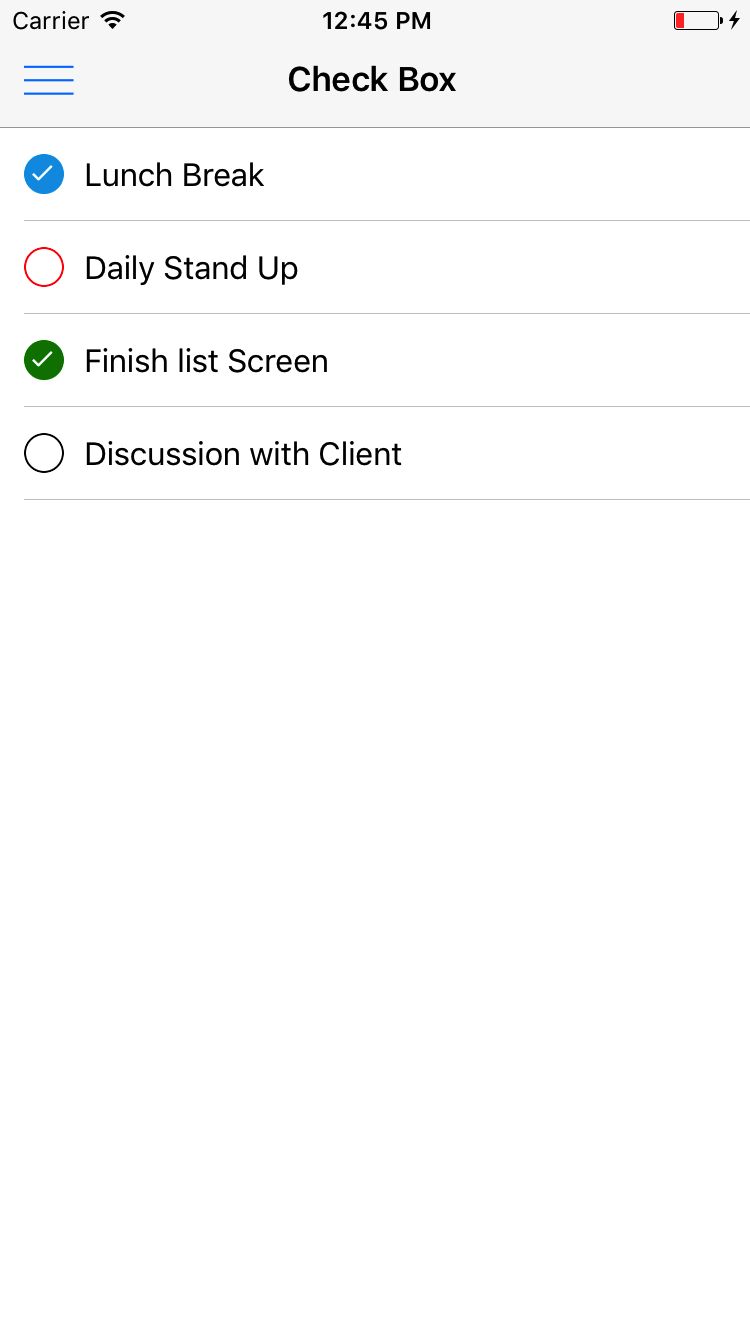 Carrier 12:45 PM
Check Box
Lunch Break
Daily Stand Up
Finish list Screen
Discussion with Client